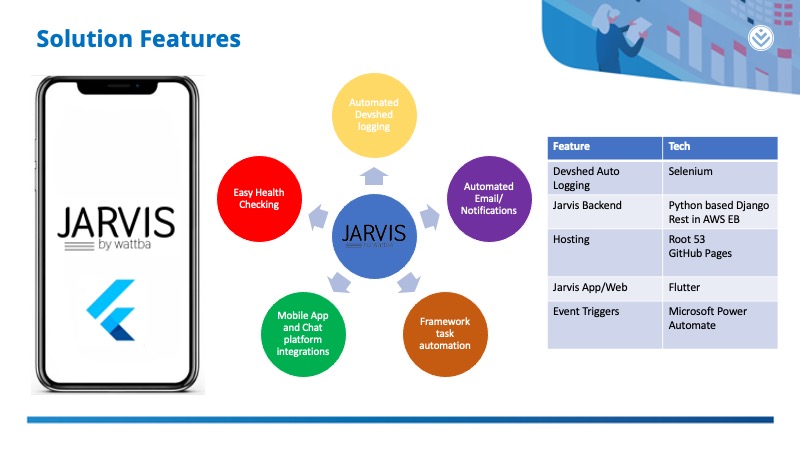 Solution Features
JARVIS
by wattba
Automated
Devshed
logging
Easy Health
Checking
Automated
Email/
Notifications
JARVIS
by wattba
Mobile App
and Chat
platform
integrations
Framework
task
automation
Feature Tech
Devshed Auto Selenium
Logging
Jarvis Backend Python based Django
Rest in AWS EB
Hosting Root 53
GitHub Pages
Jarvis App/Web Flutter
Event Triggers Microsoft Power
Automate